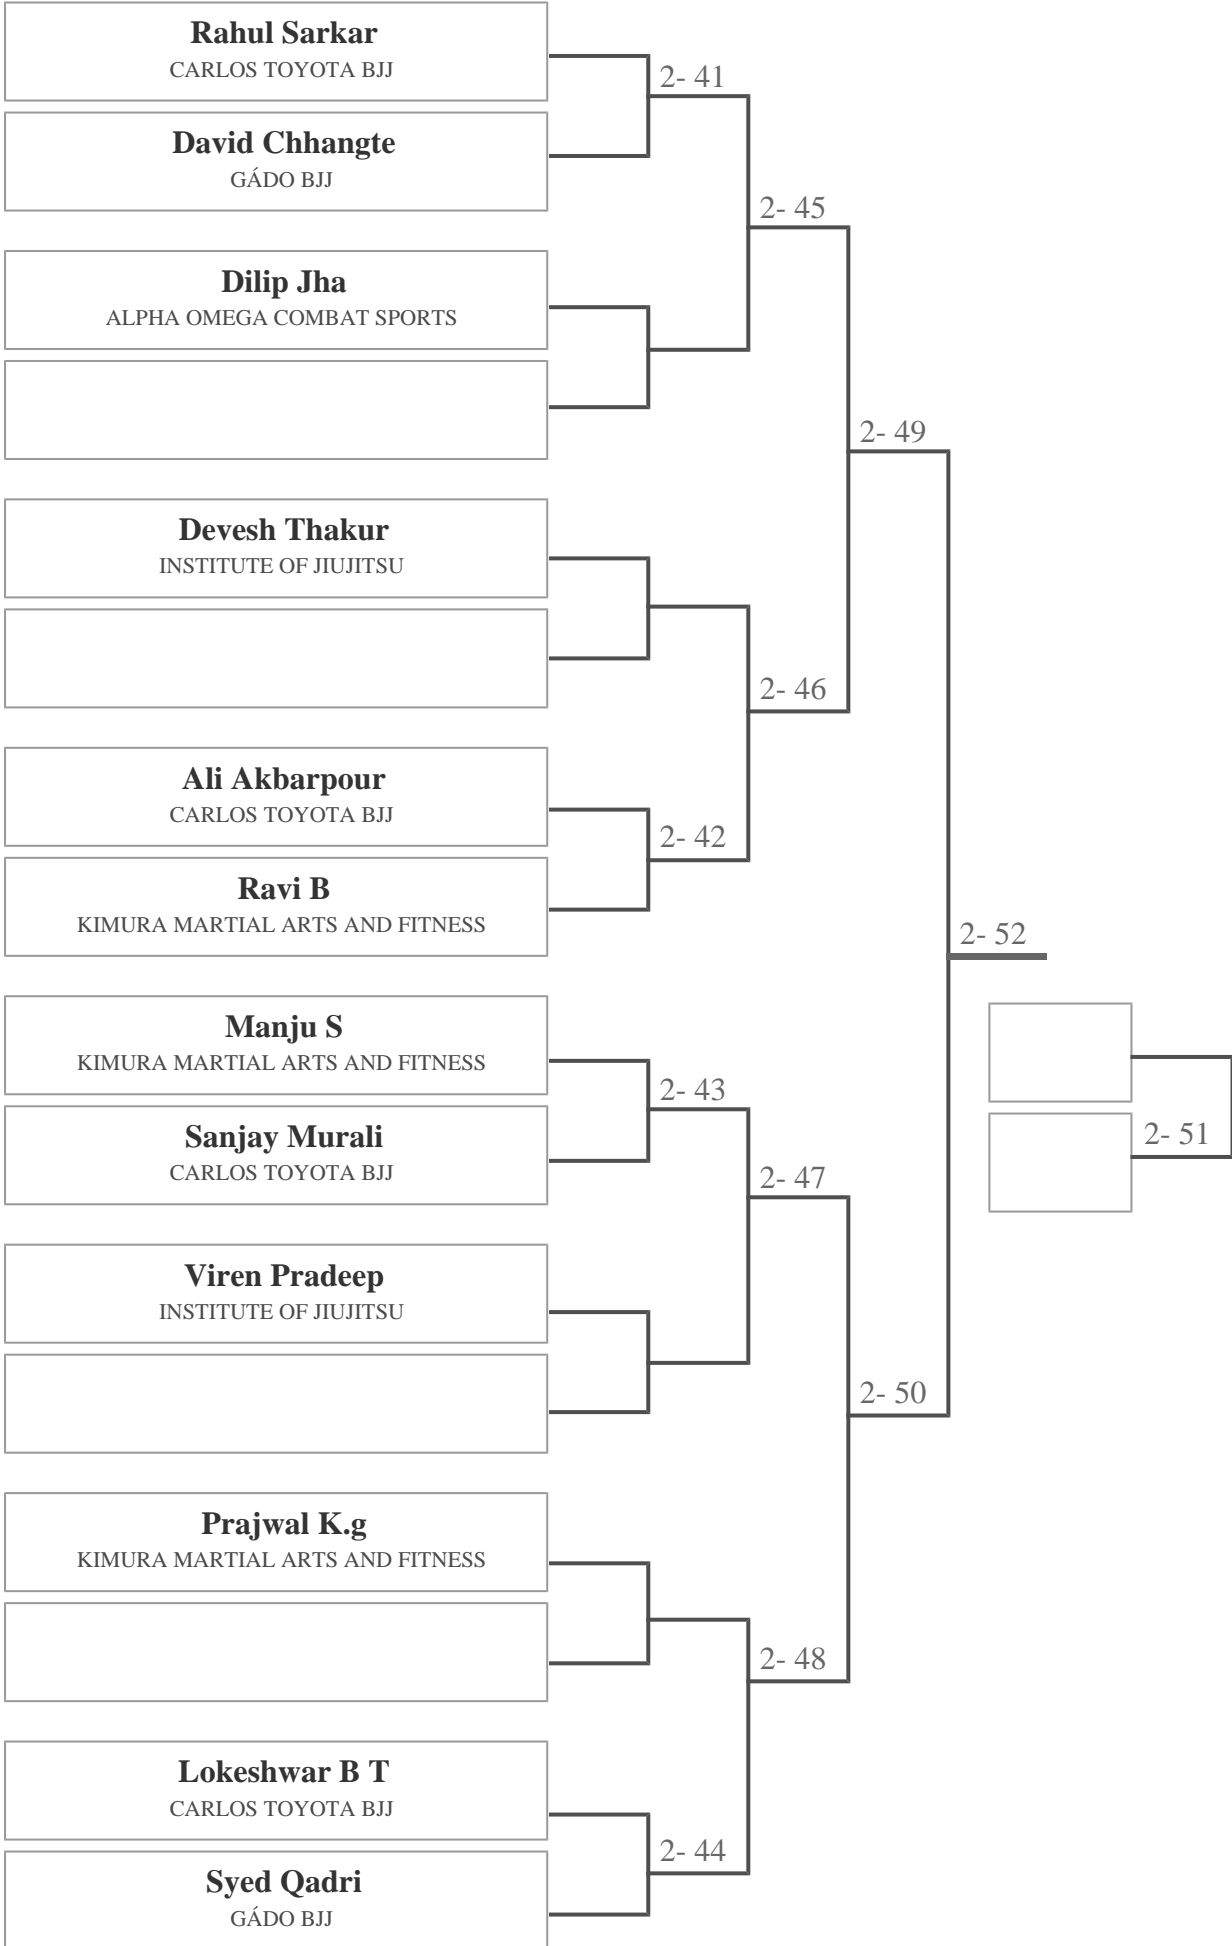 Rahul Sarkar
CARLOS TOYOTA BJJ
2- 41
David Chhangte
GÁDO BJJ
2- 45
Dilip Jha
ALPHA OMEGA COMBAT SPORTS
2- 49
Devesh Thakur
INSTITUTE OF JIUJITSU
2- 46
Ali Akbarpour
CARLOS TOYOTA BJJ
2- 42
Ravi B
KIMURA MARTIAL ARTS AND FITNESS
2- 52
Manju S
KIMURA MARTIAL ARTS AND FITNESS
2- 43
Sanjay Murali
CARLOS TOYOTA BJJ
2- 51
2- 47
Viren Pradeep
INSTITUTE OF JIUJITSU
2- 50
Prajwal K.g
KIMURA MARTIAL ARTS AND FITNESS
2- 48
Lokeshwar B T
CARLOS TOYOTA BJJ
2- 44
Syed Qadri
GÁDO BJJ